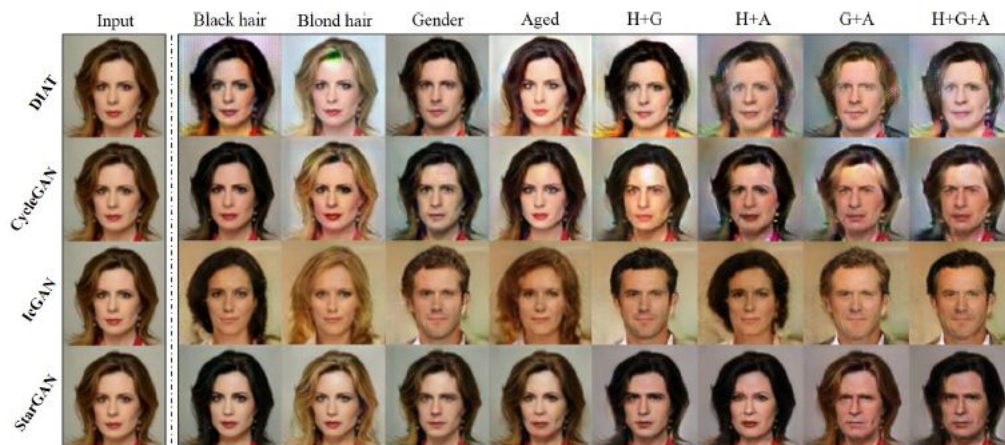 Input Black hair Blond hair Gender Aged H+G H+A G+A H+G+A
DIAT
CycleGAN
IcGAN
StarGAN